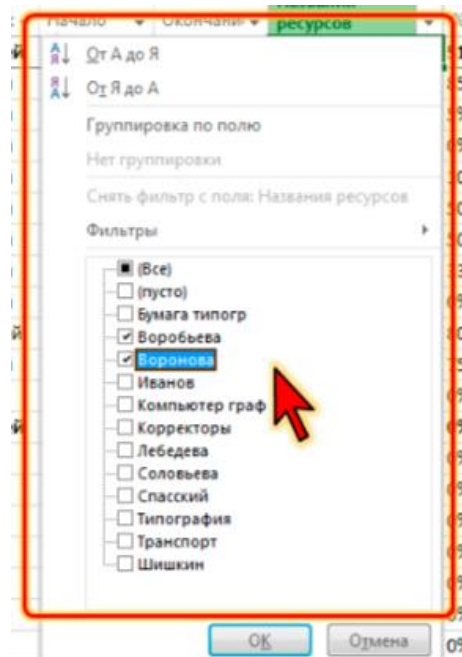 Начало Окончани Названия
ресурсов
От А до Я
От Я до А
Группировка по полю
Нет группировки
Снять фильтр с поля: Названия ресурсов
Фильтры
(Все)
(пусто)
Бумага типогр
Воробьева
Воронова
Иванов
Компьютер граф
Корректоры
Лебедева
Соловьева
Спасский
Типография
Транспорт
Шишкин
ОК Отмена